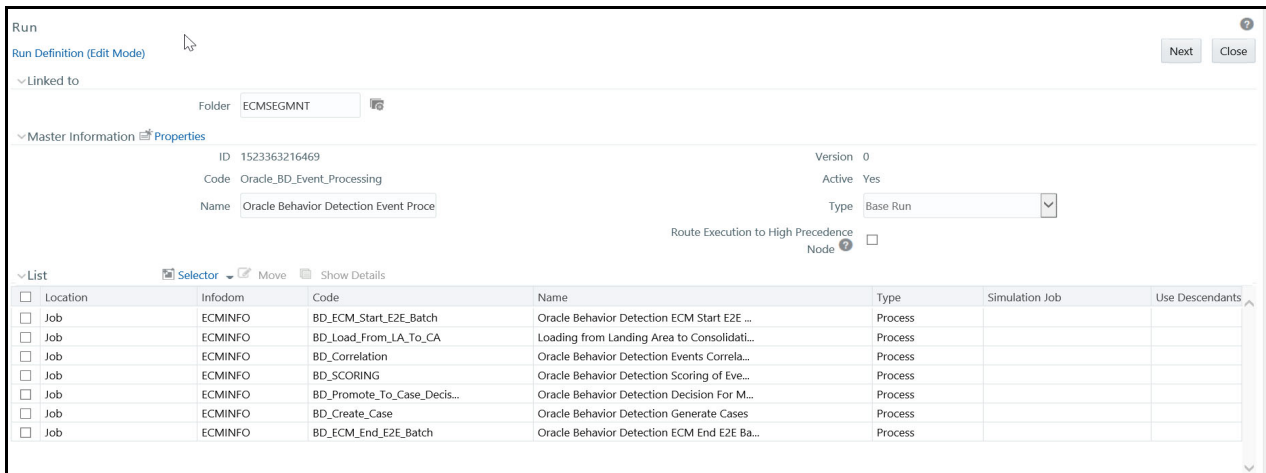 Run
Run Definition (Edit Mode)
Next Close
Linked to
Folder ECMSEGMNT
Master Information Properties
ID 1523363216469 Version 0
Code Oracle_BD_Event_Processing Active Yes
Name Oracle Behavior Detection Event Proce Type Base Run
Route Execution to High Precedence
Node
List Selector Move Show Details
Location Infodom Code Name Type Simulation Job Use Descendants
Job ECMINFO BD_ECM_Start_E2E_Batch Oracle Behavior Detection ECM Start E2E ... Process
Job ECMINFO BD_Load_From_LA_To_CA Loading from Landing Area to Consolidati... Process
Job ECMINFO BD_Correlation Oracle Behavior Detection Events Correla... Process
Job ECMINFO BD_SCORING Oracle Behavior Detection Scoring of Eve... Process
Job ECMINFO BD_Promote_To_Case_Decis... Oracle Behavior Detection Decision For M... Process
Job ECMINFO BD_Create_Case Oracle Behavior Detection Generate Cases Process
Job ECMINFO BD_ECM_End_E2E_Batch Oracle Behavior Detection ECM End E2E Ba... Process